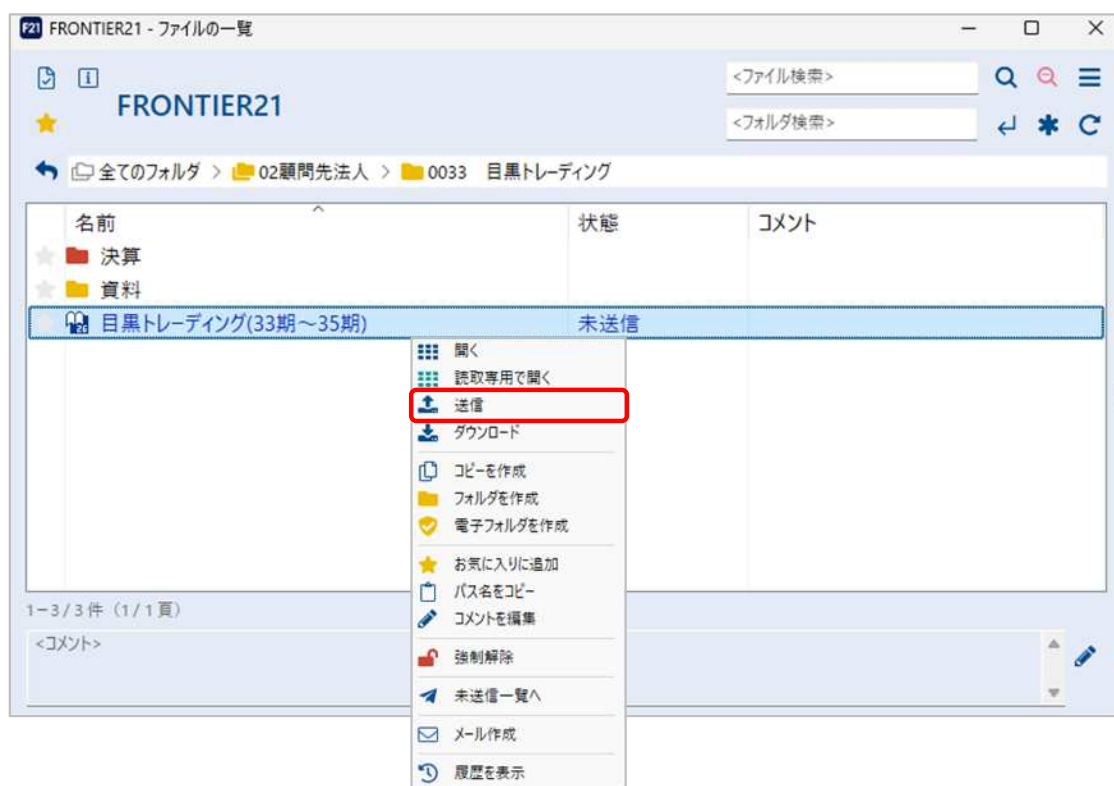 F21 FRONTIER21 - ファイルの一覧
<ファイル検索>
FRONTIER21
<フォルダ検索>
全てのフォルダ > 02顧問先法人 > 0033 目黒トレーディング
名前 状態 コメント
決算
資料
目黒トレーディング(33期～35期) 未送信
開く
読取専用で開く
送信
ダウンロード
コピーを作成
フォルダを作成
電子フォルダを作成
お気に入りに追加
パス名をコピー
コメントを編集
強制解除
未送信一覧へ
メール作成
履歴を表示
1-3/3件 (1/1頁)
<コメント>